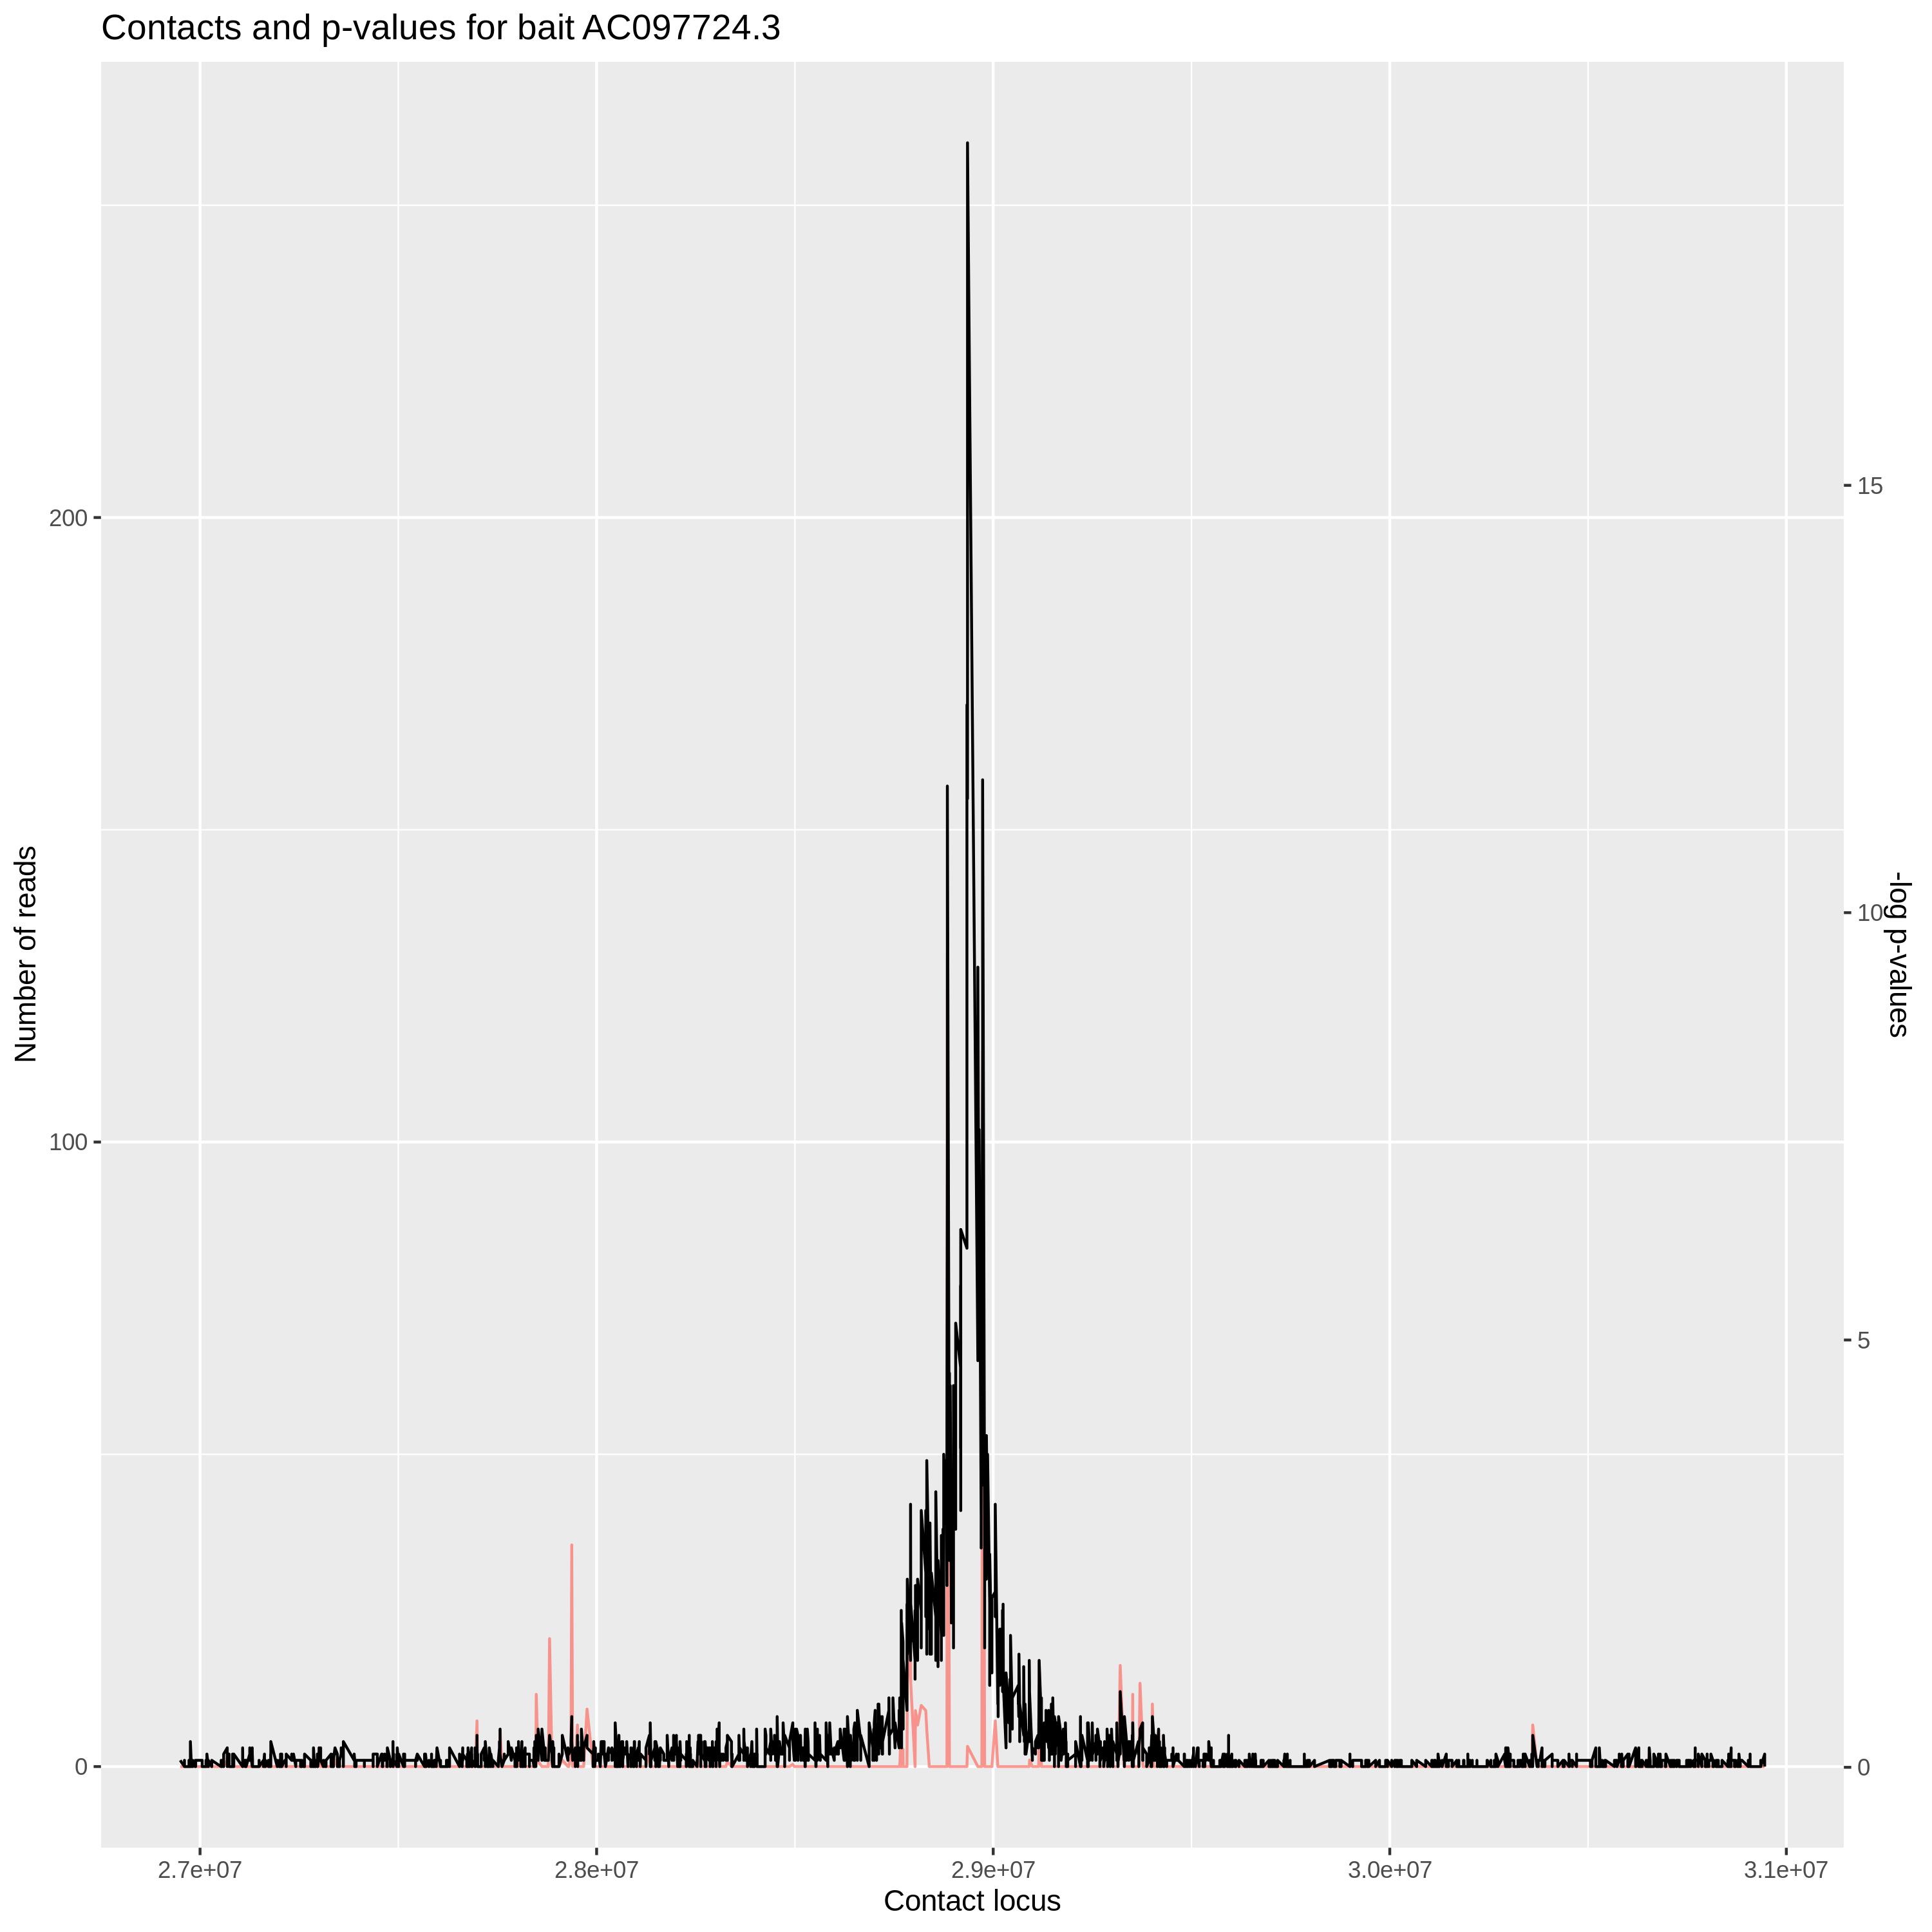 Contacts and p-values for bait AC097724.3
Number of reads
200
100
0
15
10
5
0
-log p-values
2.7e+07 2.8e+07 2.9e+07 3.0e+07 3.1e+07
Contact locus